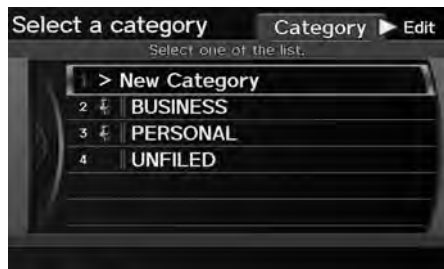 Select a category
Category ▶ Edit
Select one of the list.
1 > New Category
2 BUSINESS
3 PERSONAL
4 UNFILED